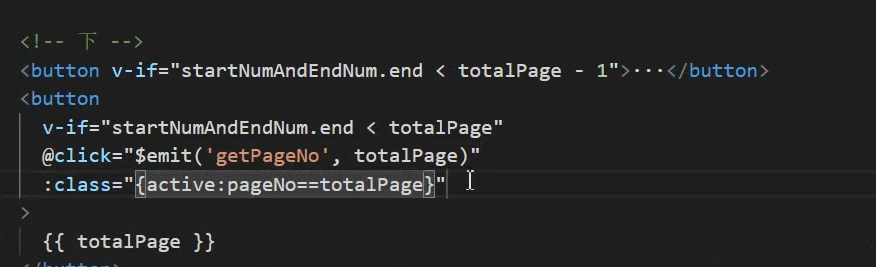 <!-- 下 -->
<button v-if="startNumAndEndNum.end < totalPage - 1">···</button>
<button
v-if="startNumAndEndNum.end < totalPage"
@click="$emit('getPageNo', totalPage)"
:class="{active:pageNo==totalPage}"
>
{{ totalPage }}
</button>